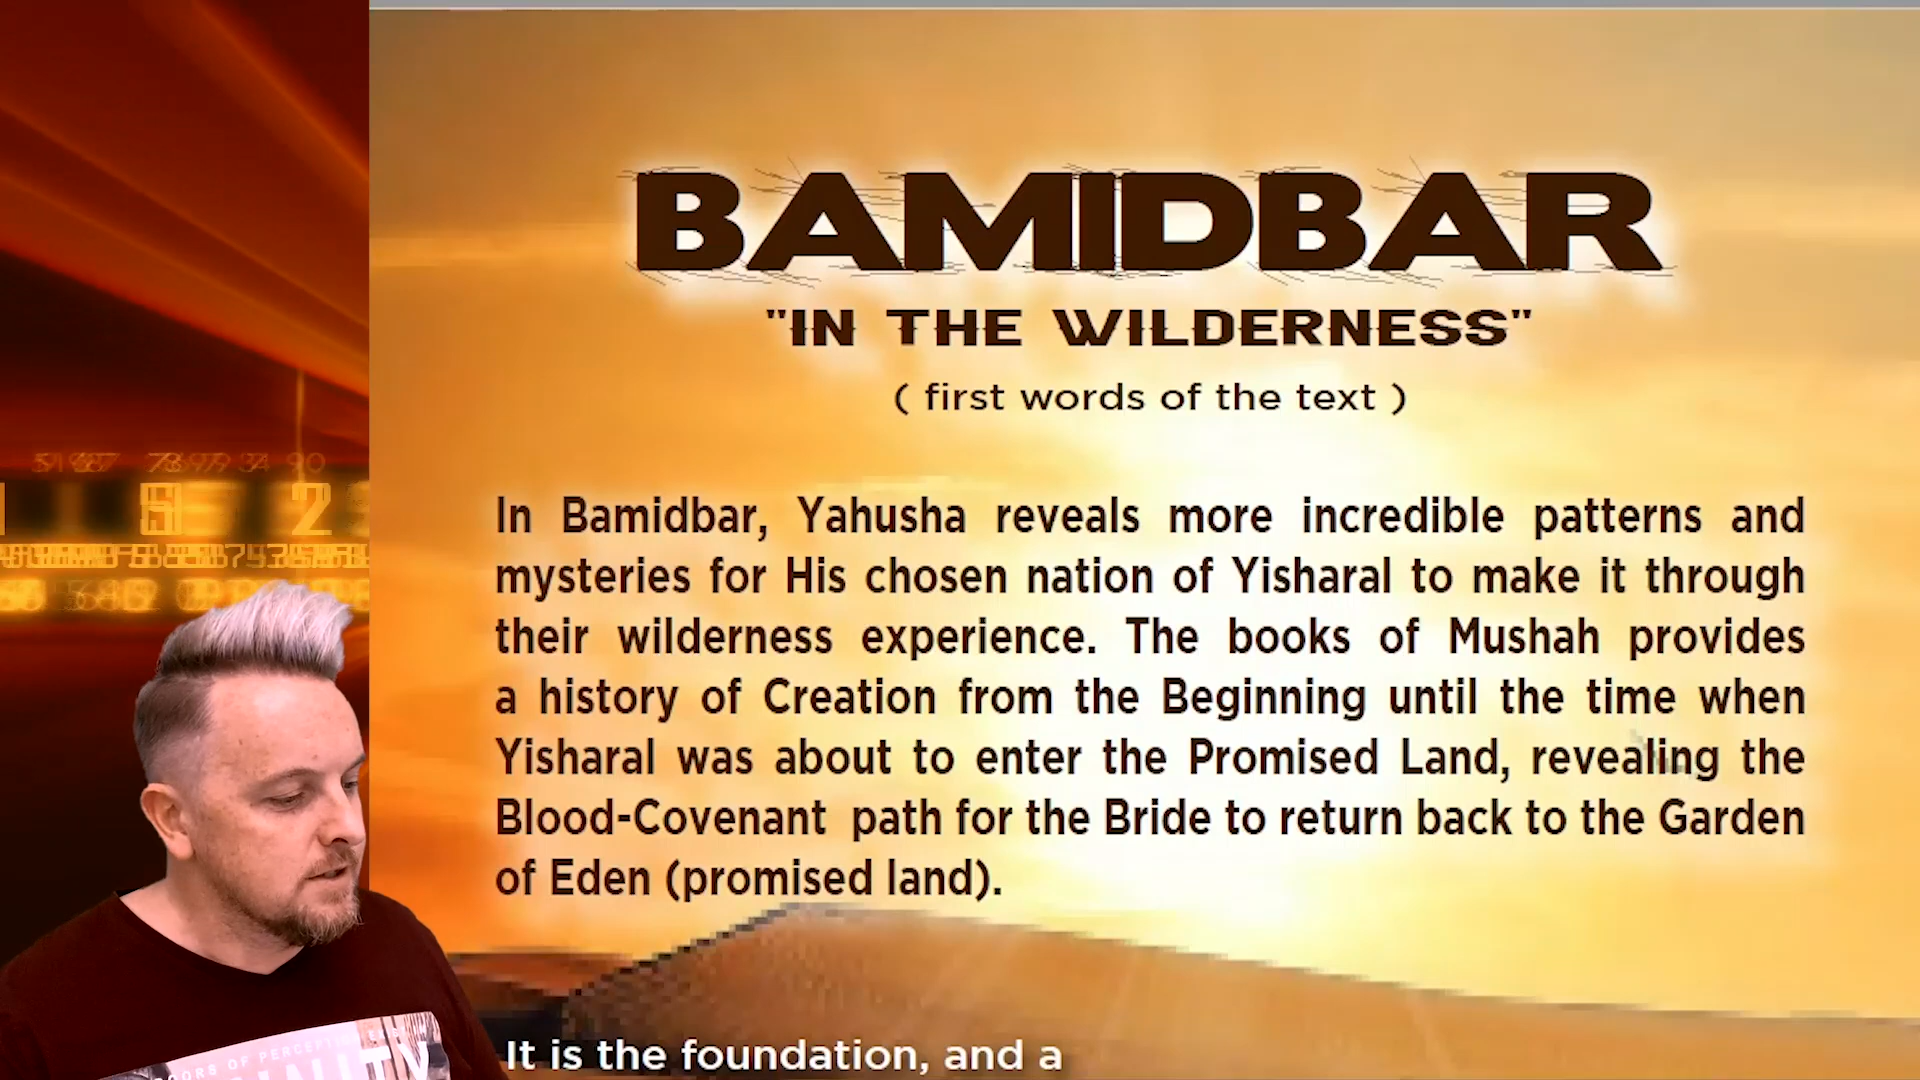 BAMIDBAR
"IN THE WILDERNESS"
( first words of the text )
In Bamidbar, Yahusha reveals more incredible patterns and
mysteries for His chosen nation of Yisharal to make it through
their wilderness experience. The books of Mushah provides
a history of Creation from the Beginning until the time when
Yisharal was about to enter the Promised Land, revealing the
Blood-Covenant path for the Bride to return back to the Garden
of Eden (promised land).
It is the foundation, and a
OORS OF PERCEPTION